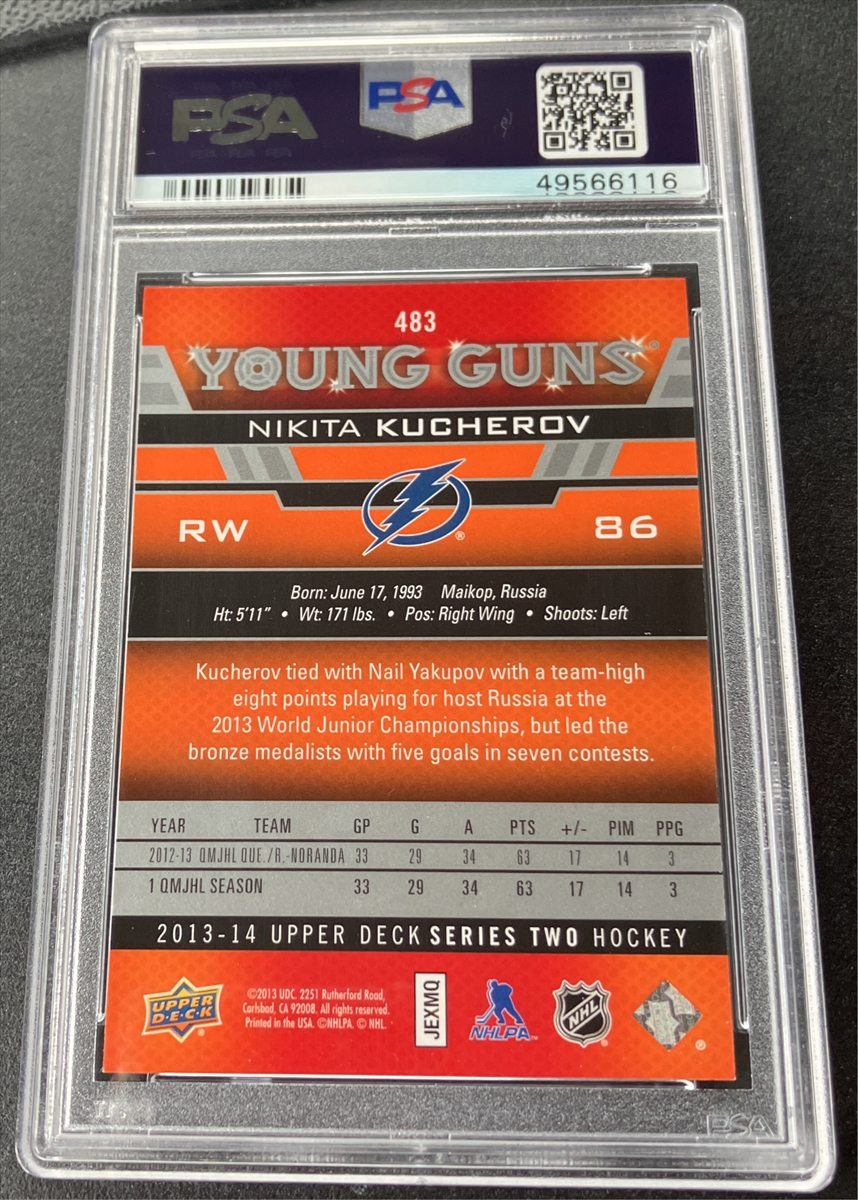 PSA
PSA
49566116
483
YOUNG GUNS®
NIKITA KUCHEROV
RW 86
Born: June 17, 1993 Maikop, Russia
Ht: 5'11" • Wt: 171 lbs. • Pos: Right Wing • Shoots: Left
Kucherov tied with Nail Yakupov with a team-high
eight points playing for host Russia at the
2013 World Junior Championships, but led the
bronze medalists with five goals in seven contests.
YEAR TEAM GP G A PTS +/- PIM PPG
2012-13 QMJHL QUE./R.-NORANDA 33 29 34 63 17 14 3
1 QMJHL SEASON 33 29 34 63 17 14 3
2013-14 UPPER DECK SERIES TWO HOCKEY
UPPER DECK
©2013 UDC. 2251 Rutherford Road,
Carlsbad, CA 92008. All rights reserved.
Printed in the USA. ©NHLPA. © NHL.
JEXMQ
NHLPA
NHL
PSA